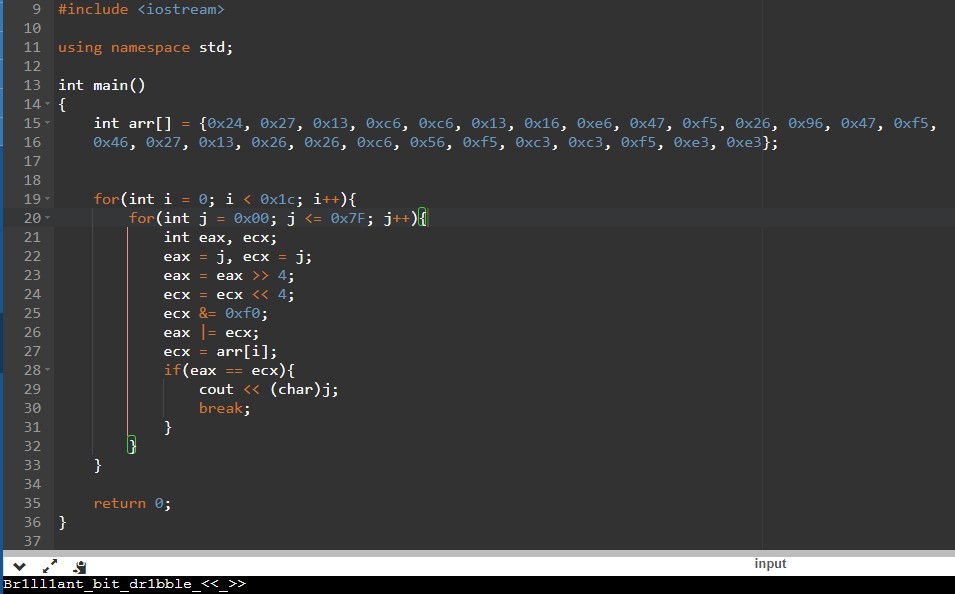 9 #include <iostream>
10
11 using namespace std;
12
13 int main()
14 {
15 int arr[] = {0x24, 0x27, 0x13, 0xc6, 0xc6, 0x13, 0x16, 0xe6, 0x47, 0xf5, 0x26, 0x96, 0x47, 0xf5,
16 0x46, 0x27, 0x13, 0x26, 0x26, 0xc6, 0x56, 0xf5, 0xc3, 0xc3, 0xf5, 0xe3, 0xe3};
17
18
19 for(int i = 0; i < 0x1c; i++){
20 for(int j = 0x00; j <= 0x7F; j++){
21 int eax, ecx;
22 eax = j, ecx = j;
23 eax = eax >> 4;
24 ecx = ecx << 4;
25 ecx &= 0xf0;
26 eax |= ecx;
27 ecx = arr[i];
28 if(eax == ecx){
29 cout << (char)j;
30 break;
31 }
32 }
33 }
34
35 return 0;
36 }
37
input
Br1ll1ant_bit_dr1bble_<<_>>